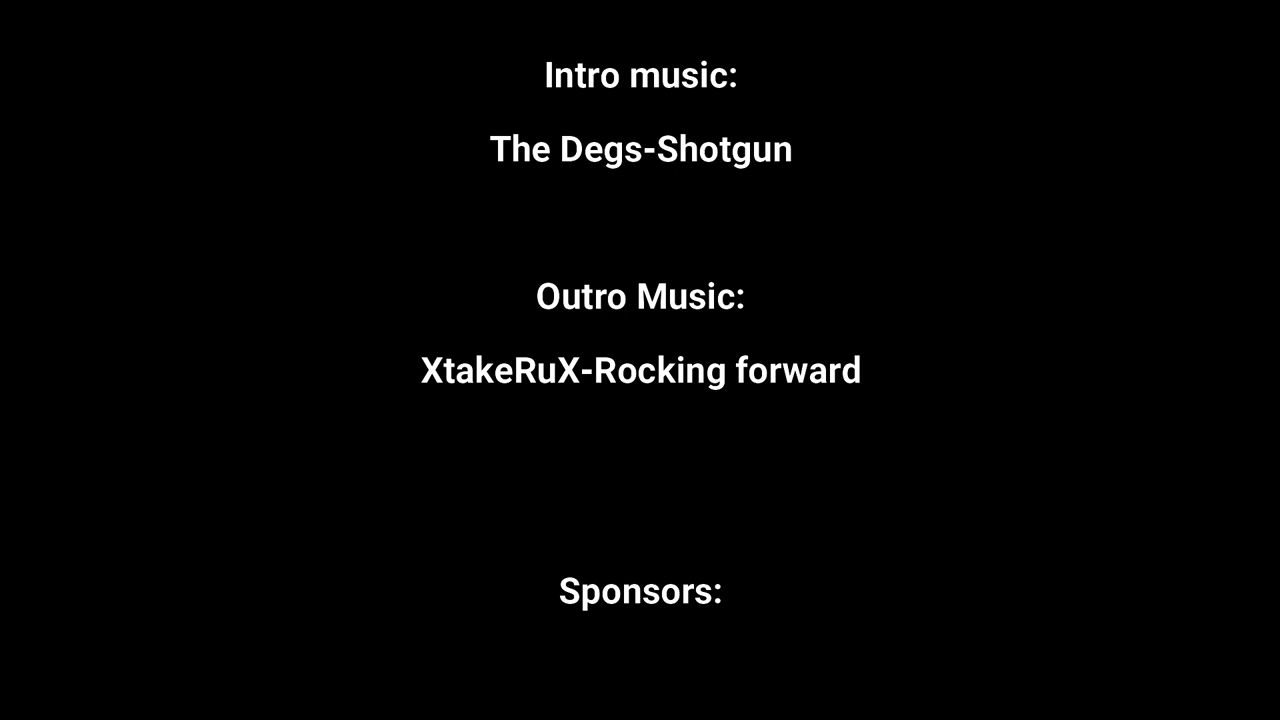 Intro music:
The Degs-Shotgun
Outro Music:
XtakeRuX-Rocking forward
Sponsors: